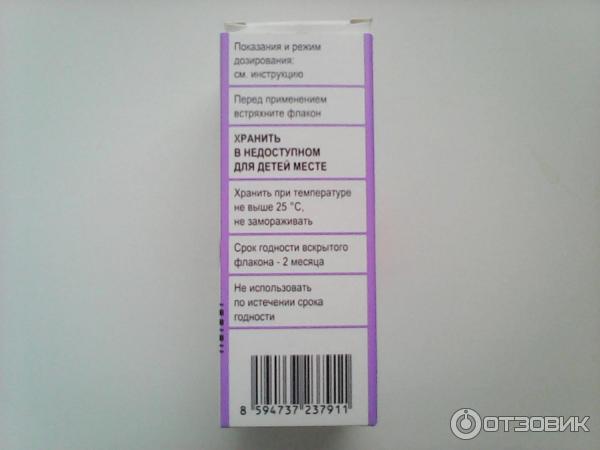 Показания и режим
дозирования:
см. инструкцию
Перед применением
встряхните флакон
ХРАНИТЬ
В НЕДОСТУПНОМ
ДЛЯ ДЕТЕЙ МЕСТЕ
Хранить при температуре
не выше 25 °С,
не замораживать
Срок годности вскрытого
флакона - 2 месяца
Не использовать
по истечении срока
годности
8 594737 237911
ОТЗОВИК